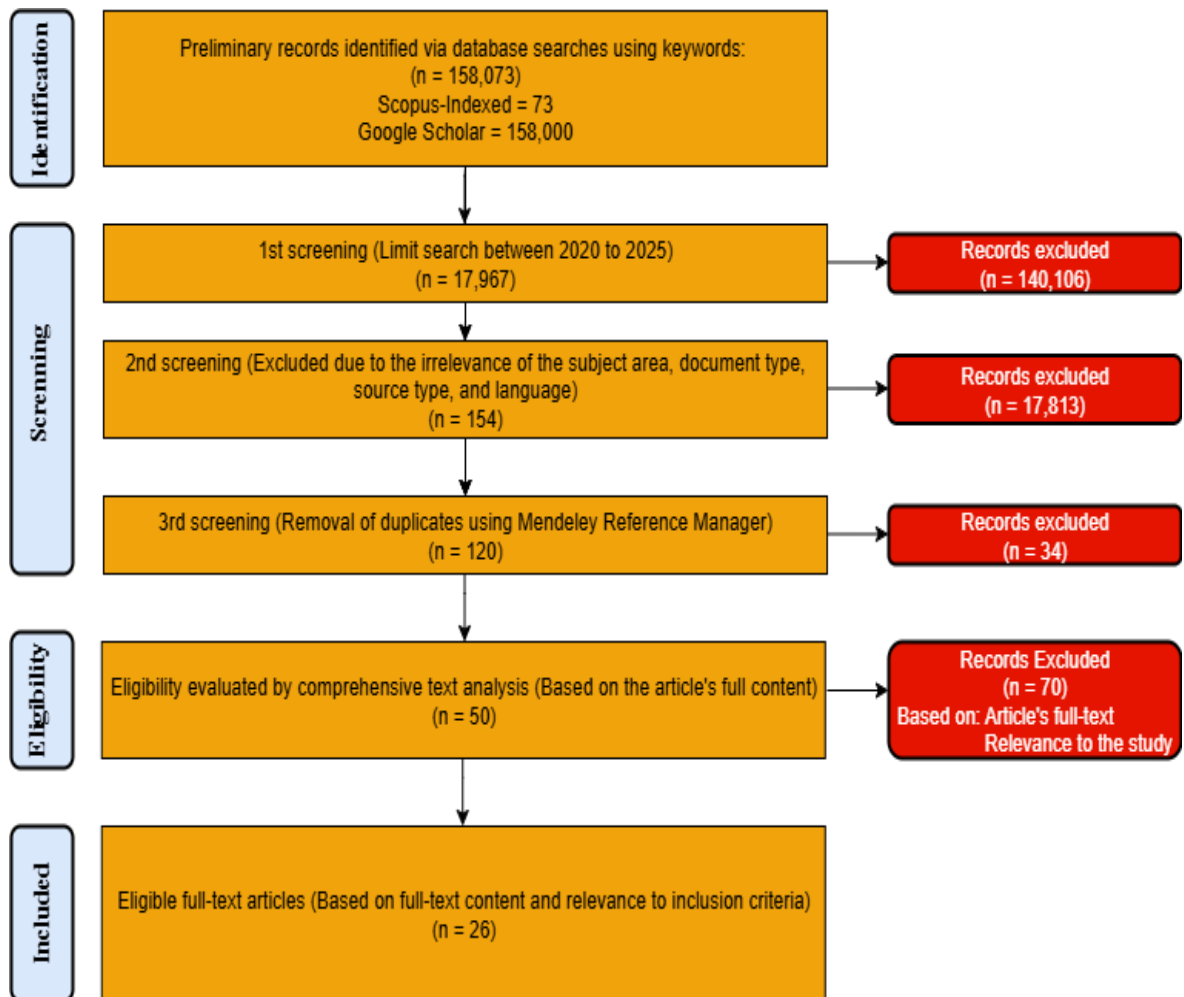 Identification
Preliminary records identified via database searches using keywords:
(n = 158,073)
Scopus-Indexed = 73
Google Scholar = 158,000
Screnning
1st screening (Limit search between 2020 to 2025)
(n = 17,967)
Records excluded
(n = 140,106)
2nd screening (Excluded due to the irrelevance of the subject area, document type,
source type, and language)
(n = 154)
Records excluded
(n = 17,813)
3rd screening (Removal of duplicates using Mendeley Reference Manager)
(n = 120)
Records excluded
(n = 34)
Eligibility
Eligibility evaluated by comprehensive text analysis (Based on the article's full content)
(n = 50)
Records Excluded
(n = 70)
Based on: Article's full-text
Relevance to the study
Included
Eligible full-text articles (Based on full-text content and relevance to inclusion criteria)
(n = 26)